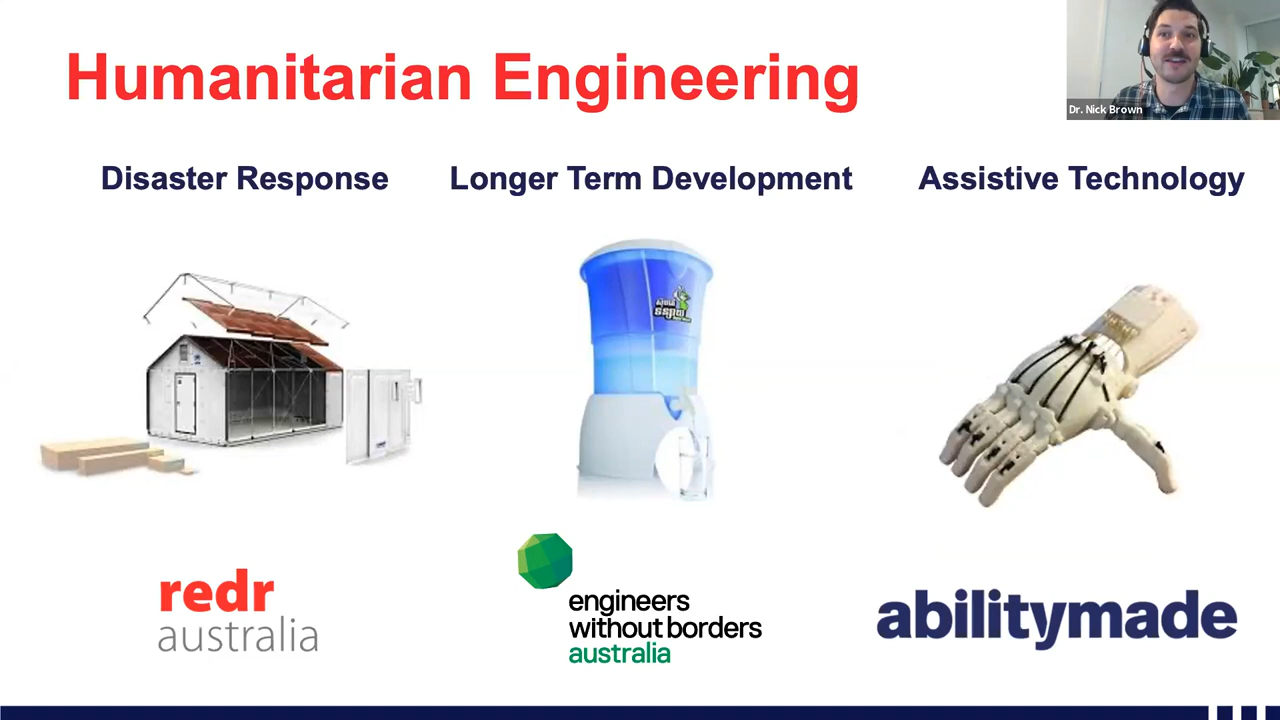 Humanitarian Engineering
Dr. Nick Brown
Disaster Response
Longer Term Development
Assistive Technology
redr
australia
engineers
without borders
australia
abilitymade